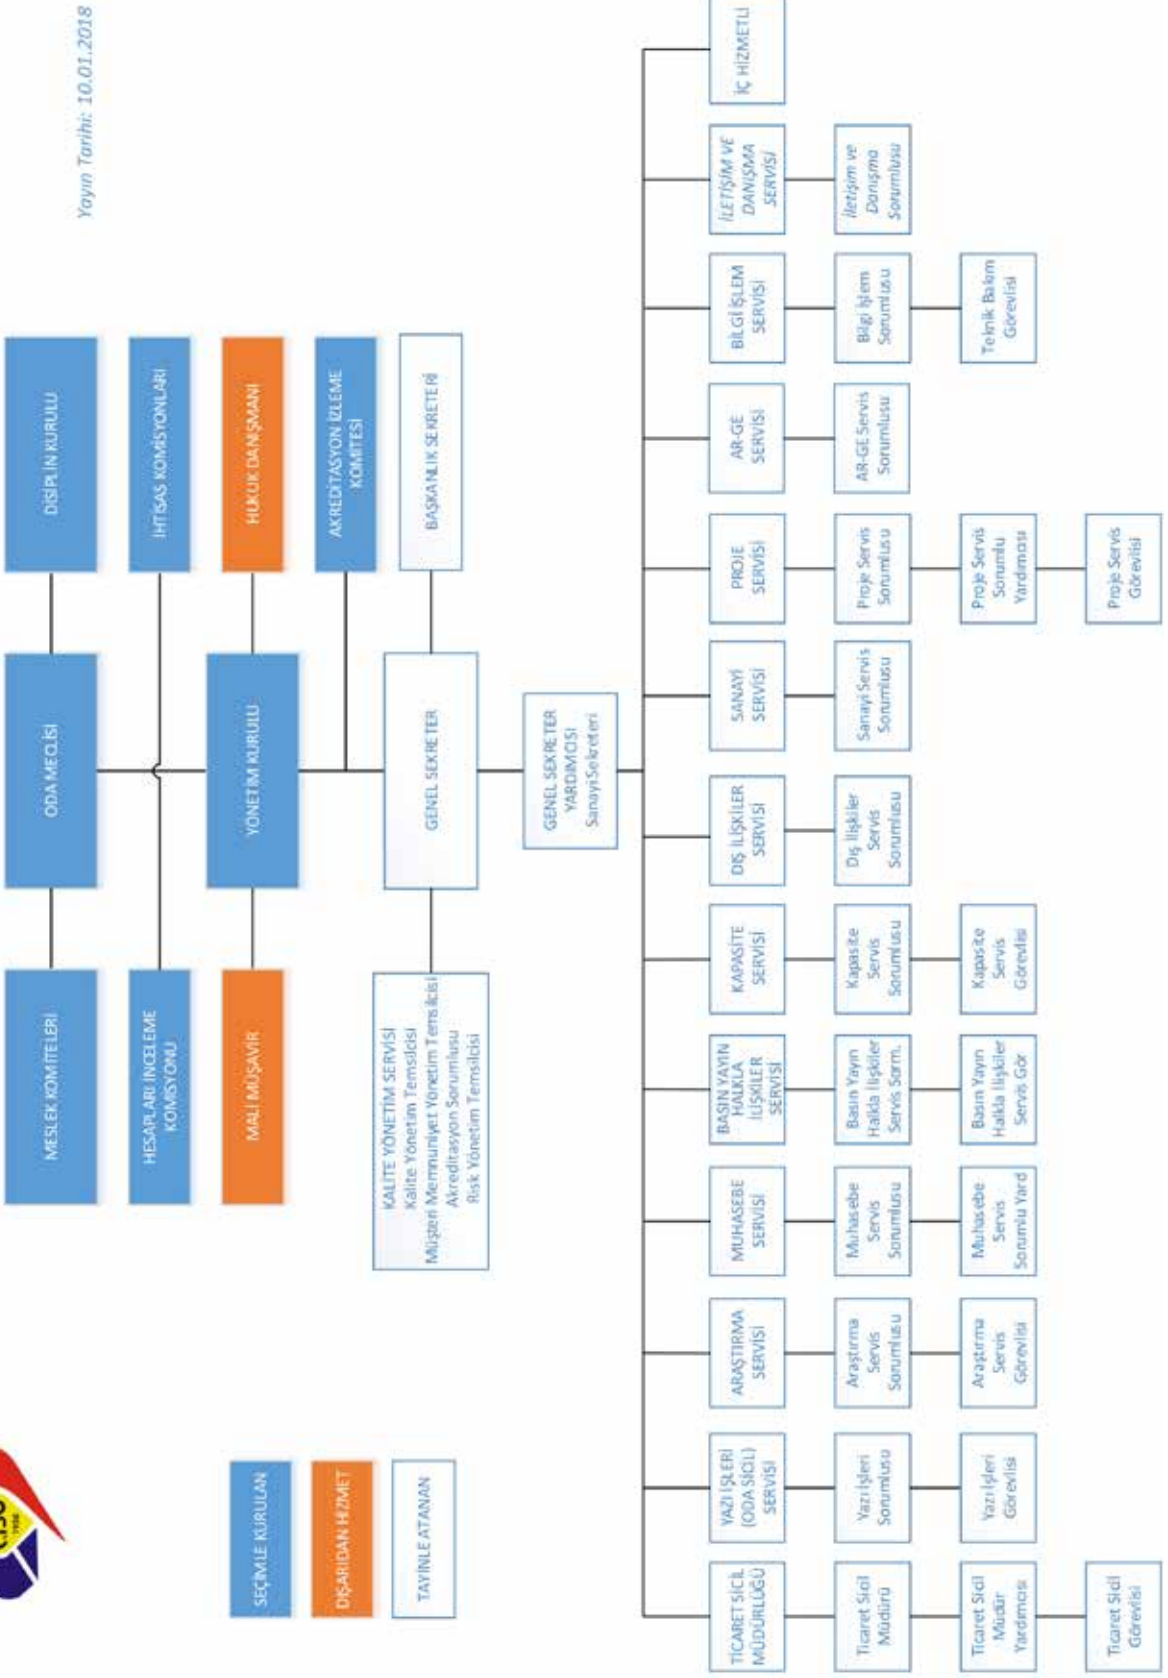 Yayın Tarihi: 10.01.2018
1926
MESLEK KOMİTELERİ
ODA MECLİSİ
DİSİPLİN KURULU
HESAPLARI İNCELEME
KOMİSYONU
İHTİSAS KOMİSYONLARI
MALİ MÜŞAVİR
YÖNETİM KURULU
HUKUK DANIŞMANI
AKREDİTASYON İZLEME
KOMİTESİ
KALİTE YÖNETİM SERVİSİ
Kalite Yönetim Temsilcisi
Müşteri Memnuniyet Yönetim Temsilcisi
Akreditasyon Sorumlusu
Risk Yönetim Temsilcisi
GENEL SEKRETER
BAŞKANLIK SEKRETERİ
GENEL SEKRETER
YARDIMCISI
Sanayi Sekreteri
SEÇİMLE KURULAN
DIŞARIDAN HİZMET
TAYİNLE ATANAN
TİCARET SİCİL
MÜDÜRLÜĞÜ
YAZI İŞLERİ
(ODA SİCİL)
SERVİSİ
ARAŞTIRMA
SERVİSİ
MUHASEBE
SERVİSİ
BASIN YAYIN
HALKLA
İLİŞKİLER
SERVİSİ
KAPASİTE
SERVİSİ
DIŞ İLİŞKİLER
SERVİSİ
SANAYİ
SERVİSİ
PROJE
SERVİSİ
AR-GE
SERVİSİ
BİLGİ İŞLEM
SERVİSİ
İLETİŞİM VE
DANIŞMA
SERVİSİ
İÇ HİZMETLİ
Ticaret Sicil
Müdürü
Yazı İşleri
Sorumlusu
Araştırma
Servis
Sorumlusu
Muhasebe
Servis
Sorumlusu
Basın Yayın
Halkla İlişkiler
Servis Sorm.
Kapasite
Servis
Sorumlusu
Dış İlişkiler
Servis
Sorumlusu
Sanayi Servis
Sorumlusu
Proje Servis
Sorumlusu
AR-GE Servis
Sorumlusu
Bilgi İşlem
Sorumlusu
İletişim ve
Danışma
Sorumlusu
Ticaret Sicil
Müdür
Yardımcısı
Yazı İşleri
Görevlisi
Araştırma
Servis
Görevlisi
Muhasebe
Servis
Sorumlu Yard
Basın Yayın
Halkla İlişkiler
Servis Gör
Kapasite
Servis
Görevlisi
Proje Servis
Sorumlu
Yardımcısı
Teknik Bakım
Görevlisi
Ticaret Sicil
Görevlisi
Proje Servis
Görevlisi